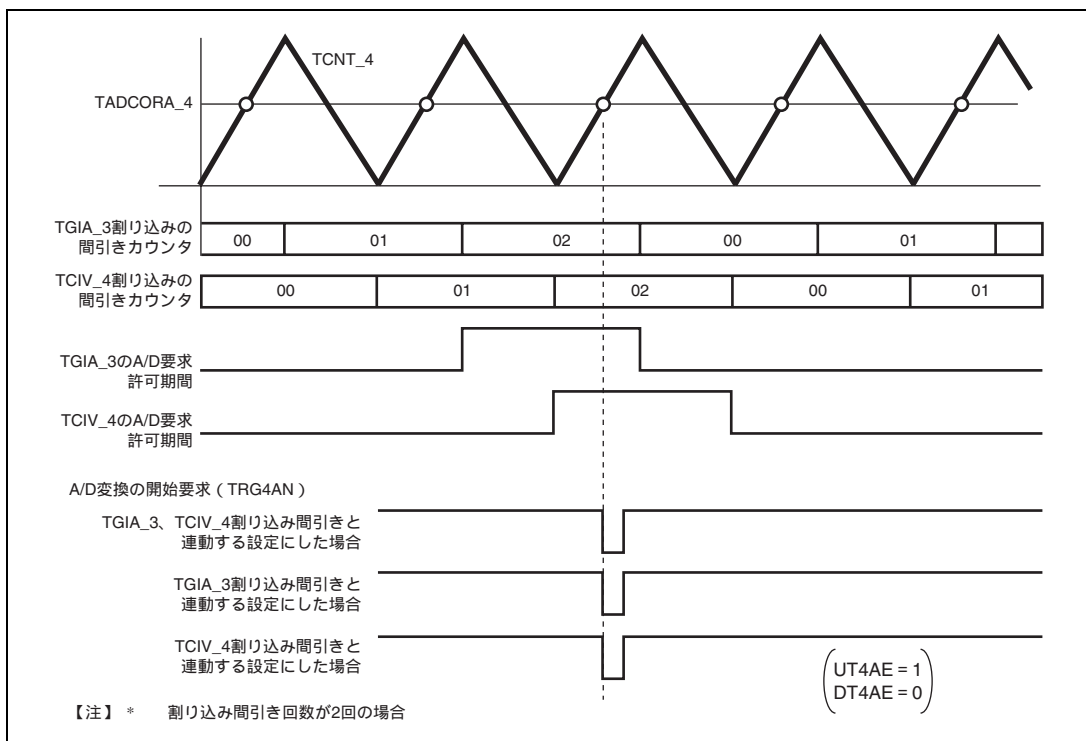 TCNT_4
TADCORA_4
TGIA_3割り込みの
間引きカウンタ
00 01 02 00 01
TCIV_4割り込みの
間引きカウンタ
00 01 02 00 01
TGIA_3のA/D要求
許可期間
TCIV_4のA/D要求
許可期間
A/D変換の開始要求（TRG4AN）
TGIA_3、TCIV_4割り込み間引きと
連動する設定にした場合
TGIA_3割り込み間引きと
連動する設定にした場合
TCIV_4割り込み間引きと
連動する設定にした場合
UT4AE = 1
DT4AE = 0
【注】 * 割り込み間引き回数が2回の場合